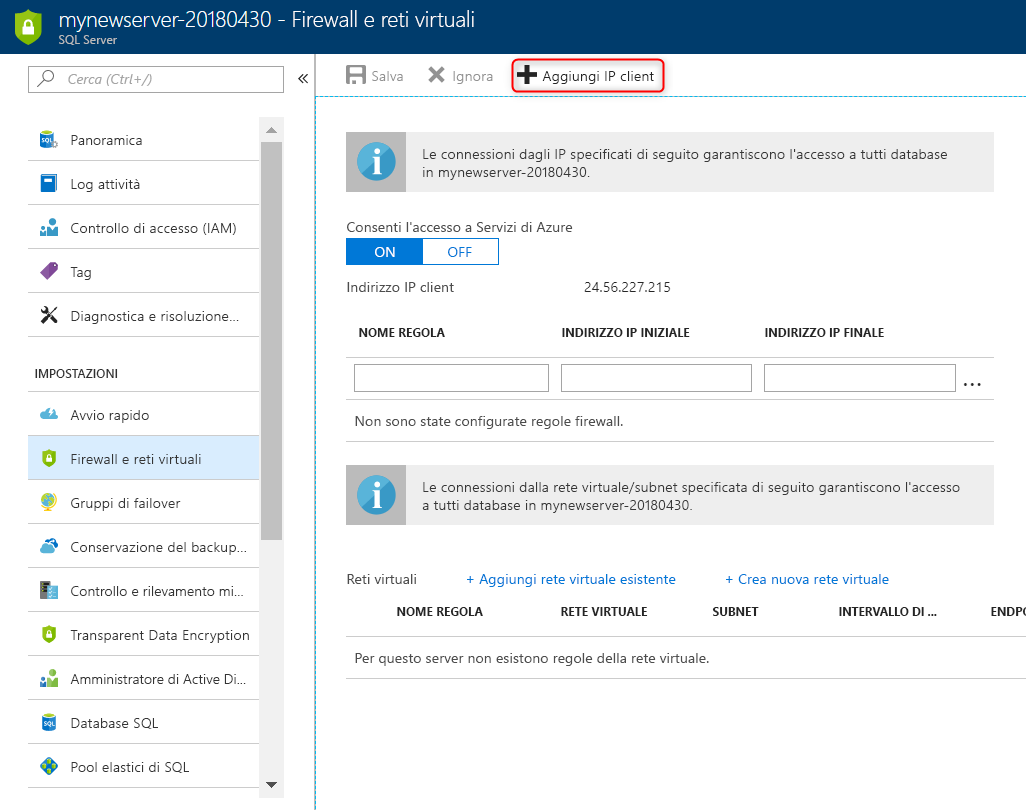 mynewserver-20180430 - Firewall e reti virtuali
SQL Server
Cerca (Ctrl+/)
«
Panoramica
Log attività
Controllo di accesso (IAM)
Tag
Diagnostica e risoluzione...
IMPOSTAZIONI
Avvio rapido
Firewall e reti virtuali
Gruppi di failover
Conservazione del backup...
Controllo e rilevamento mi...
Transparent Data Encryption
Amministratore di Active Di...
Database SQL
Pool elastici di SQL
Salva
Ignora
Aggiungi IP client
Le connessioni dagli IP specificati di seguito garantiscono l'accesso a tutti database
in mynewserver-20180430.
Consenti l'accesso a Servizi di Azure
ON OFF
Indirizzo IP client 24.56.227.215
NOME REGOLA INDIRIZZO IP INIZIALE INDIRIZZO IP FINALE
...
Non sono state configurate regole firewall.
Le connessioni dalla rete virtuale/subnet specificata di seguito garantiscono l'accesso
a tutti database in mynewserver-20180430.
Reti virtuali + Aggiungi rete virtuale esistente + Crea nuova rete virtuale
NOME REGOLA RETE VIRTUALE SUBNET INTERVALLO DI ... ENDPO
Per questo server non esistono regole della rete virtuale.